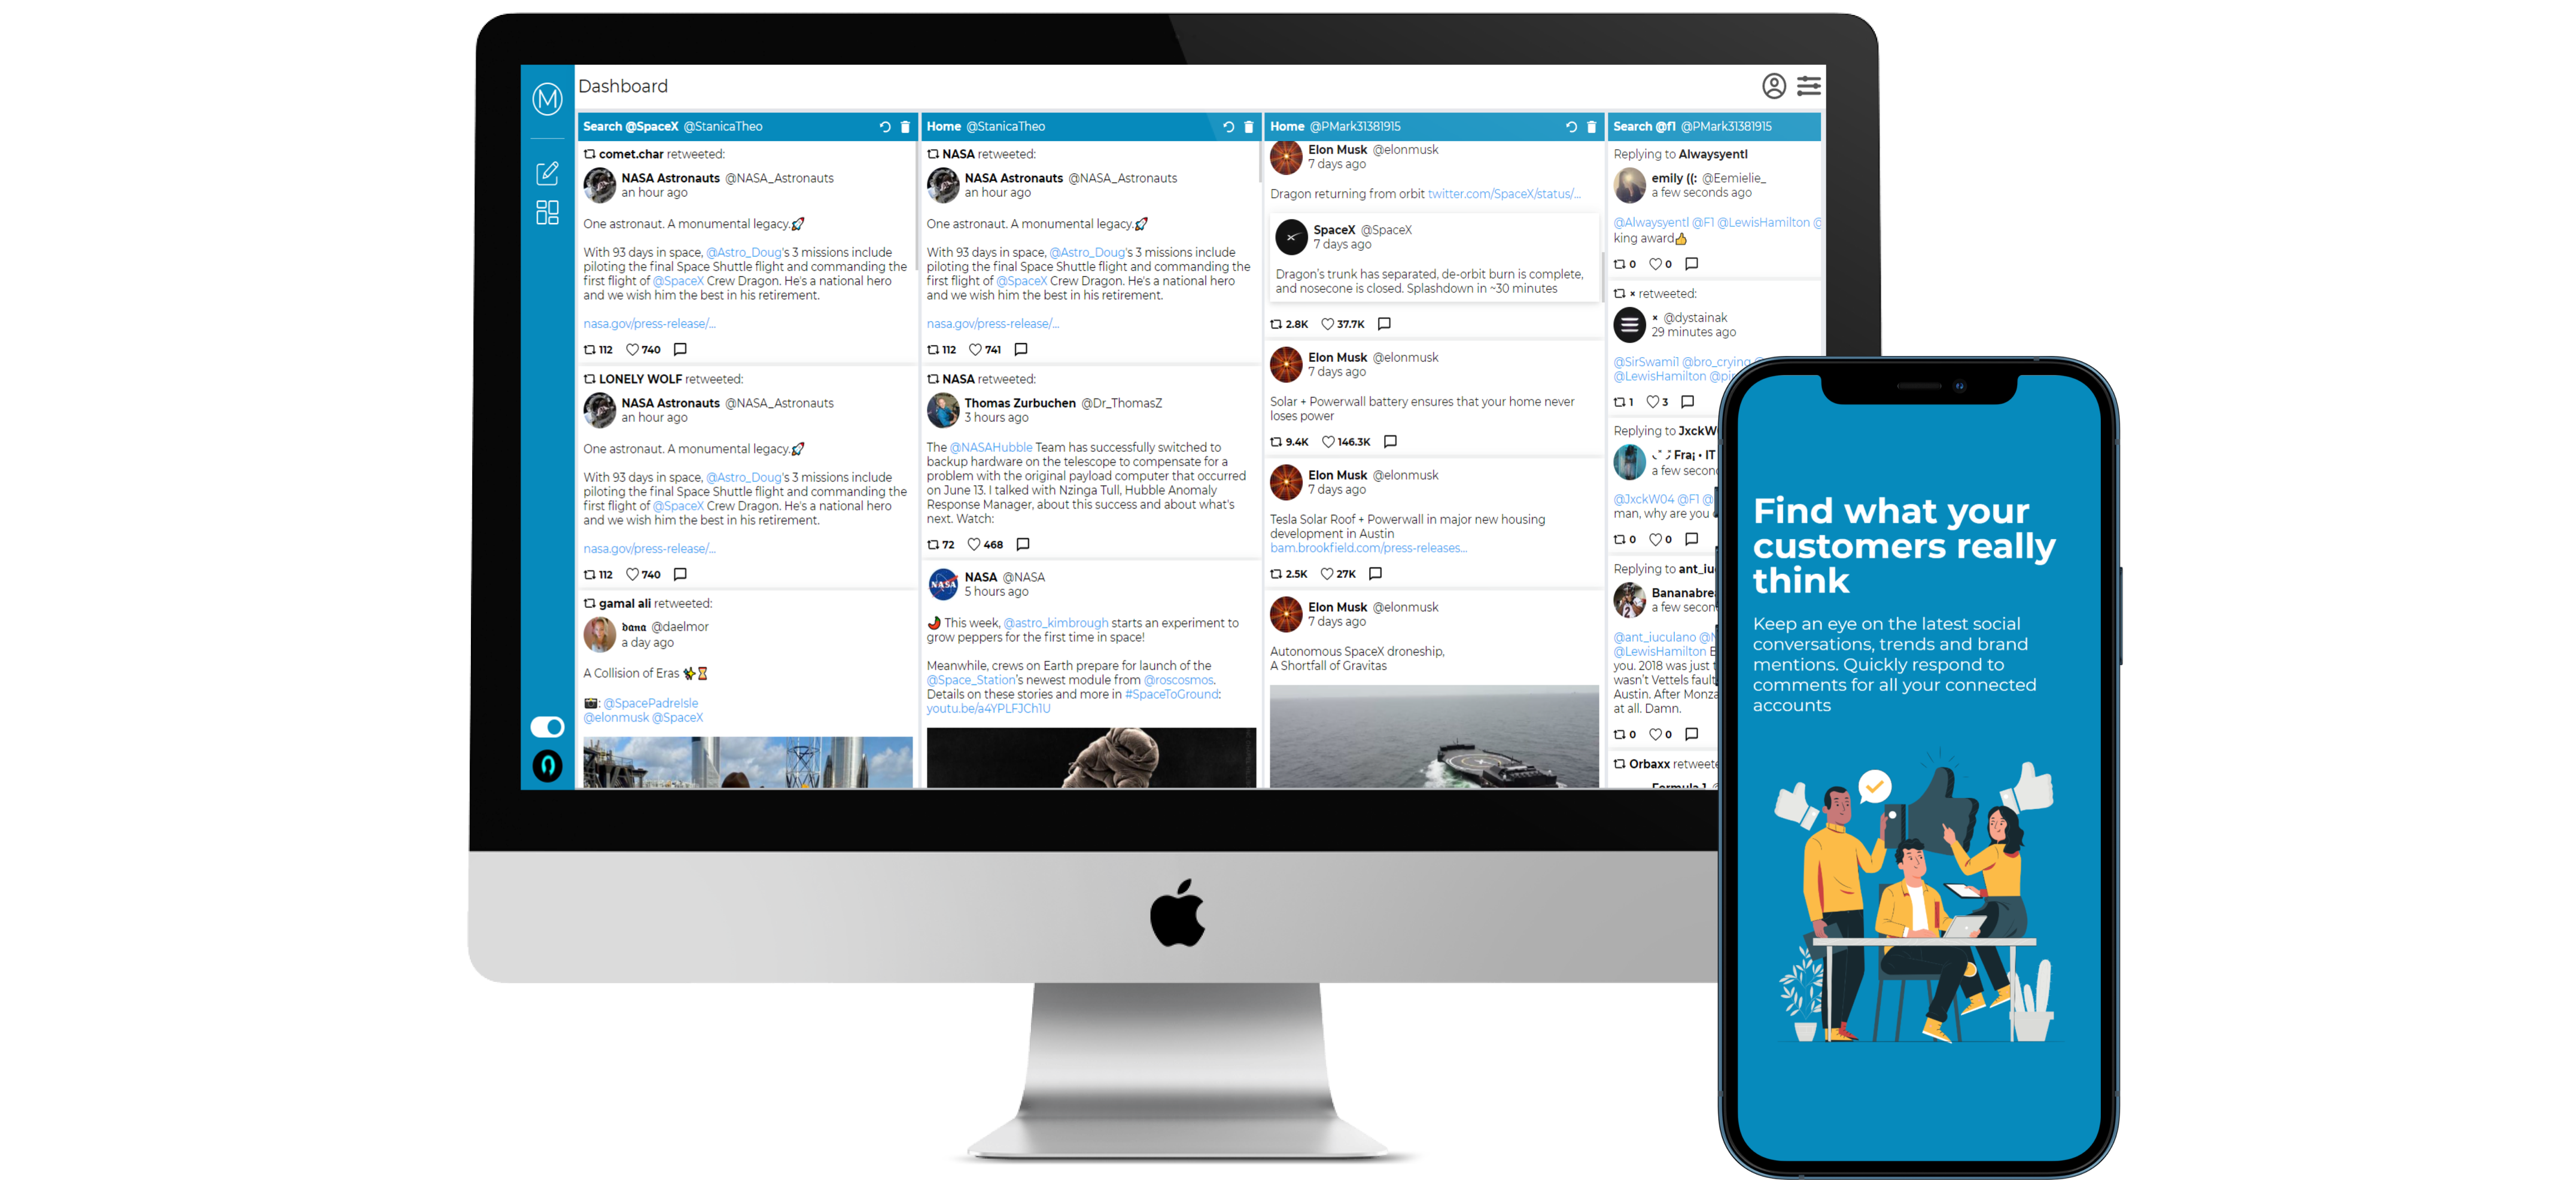 Dashboard
Search @SpaceX @StanicaTheo
comet.char retweeted:
NASA Astronauts @NASA_Astronauts
an hour ago
One astronaut. A monumental legacy.🚀
With 93 days in space, @Astro_Doug's 3 missions include
piloting the final Space Shuttle flight and commanding the
first flight of @SpaceX Crew Dragon. He's a national hero
and we wish him the best in his retirement.
nasa.gov/press-release/...
112 740
LONELY WOLF retweeted:
NASA Astronauts @NASA_Astronauts
an hour ago
One astronaut. A monumental legacy.🚀
With 93 days in space, @Astro_Doug's 3 missions include
piloting the final Space Shuttle flight and commanding the
first flight of @SpaceX Crew Dragon. He's a national hero
and we wish him the best in his retirement.
nasa.gov/press-release/...
112 740
gamal ali retweeted:
𝖇𝖆𝖓𝖆 @daelmor
a day ago
A Collision of Eras
📸: @SpacePadreIsle
@elonmusk @SpaceX
Home @StanicaTheo
NASA retweeted:
NASA Astronauts @NASA_Astronauts
an hour ago
One astronaut. A monumental legacy.🚀
With 93 days in space, @Astro_Doug's 3 missions include
piloting the final Space Shuttle flight and commanding the
first flight of @SpaceX Crew Dragon. He's a national hero
and we wish him the best in his retirement.
nasa.gov/press-release/...
112 741
NASA retweeted:
Thomas Zurbuchen @Dr_ThomasZ
3 hours ago
The @NASAHubble Team has successfully switched to
backup hardware on the telescope to compensate for a
problem with the original payload computer that occurred
on June 13. I talked with Nzinga Tull, Hubble Anomaly
Response Manager, about this success and about what's
next. Watch:
72 468
NASA
NASA @NASA
5 hours ago
🌶️ This week, @astro_kimbrough starts an experiment to
grow peppers for the first time in space!
Meanwhile, crews on Earth prepare for launch of the
@Space_Station's newest module from @roscosmos.
Details on these stories and more in #SpaceToGround:
youtu.be/a4YPLFJCh1U
Home @PMark31381915
Elon Musk @elonmusk
7 days ago
Dragon returning from orbit twitter.com/SpaceX/status/...
SpaceX @SpaceX
7 days ago
Dragon's trunk has separated, de-orbit burn is complete,
and nosecone is closed. Splashdown in ~30 minutes
2.8K 37.7K
Elon Musk @elonmusk
7 days ago
Solar + Powerwall battery ensures that your home never
loses power
9.4K 146.3K
Elon Musk @elonmusk
7 days ago
Tesla Solar Roof + Powerwall in major new housing
development in Austin
bam.brookfield.com/press-releases...
2.5K 27K
Elon Musk @elonmusk
7 days ago
Autonomous SpaceX droneship,
A Shortfall of Gravitas
Search @f1 @PMark31381915
Replying to Alwaysyentl
emily ((: @Eemielie_
a few seconds ago
@Alwaysyentl @F1 @LewisHamilton @
king award👍
0 0
× retweeted:
× @dystainak
29 minutes ago
@SirSwami1 @bro_crying
@LewisHamilton
1 3
Replying to JxckW
Fra¡ • IT
a few secon
@JxckW04 @F1 @
man, why are you
0 0
Replying to ant_iu
Bananabre
a few secon
@ant_iuculano
@LewisHamilton
you. 2018 was just
wasn't Vettels fault
Austin. After Monza
at all. Damn.
0 0
Orbaxx retweete
Find what your
customers really
think
Keep an eye on the latest social
conversations, trends and brand
mentions. Quickly respond to
comments for all your connected
accounts